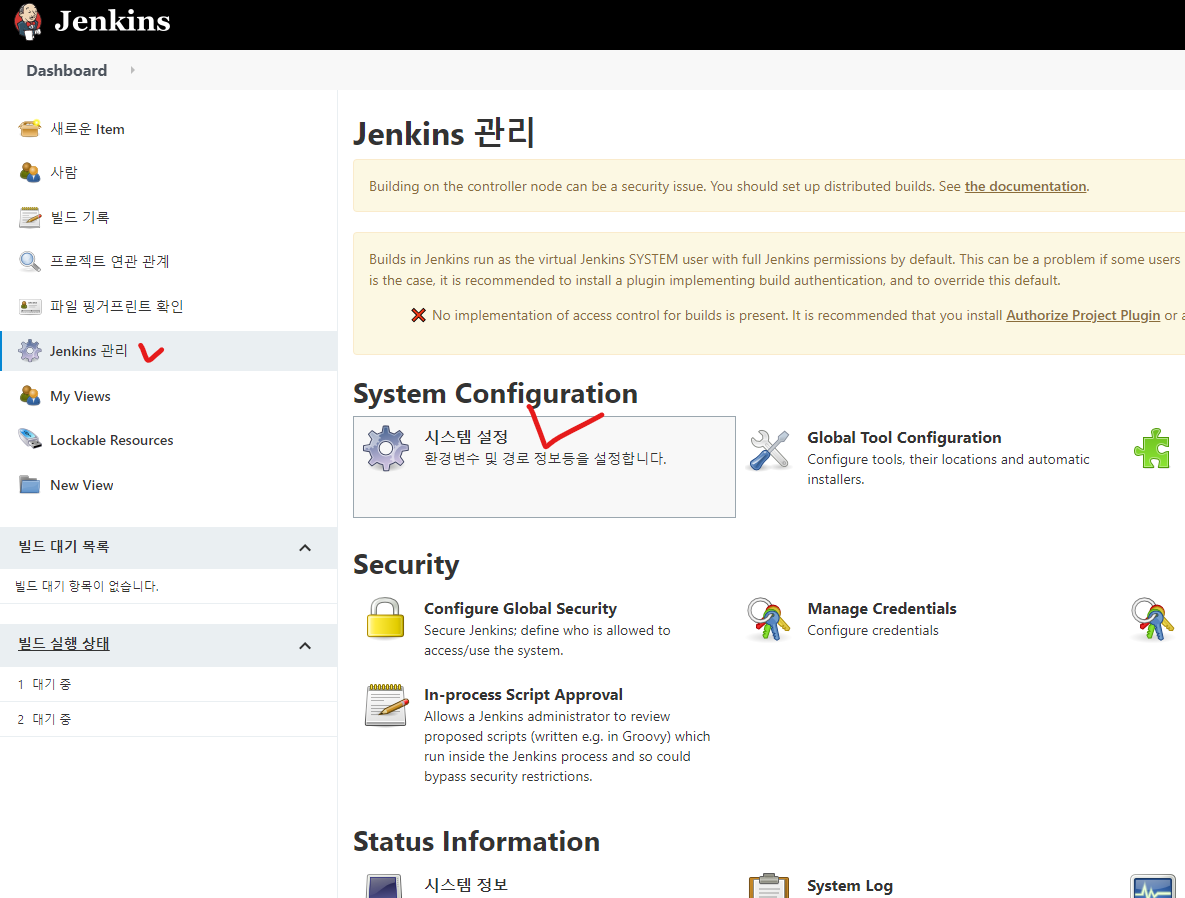 Jenkins
Dashboard
새로운 Item
사람
빌드 기록
프로젝트 연관 관계
파일 핑거프린트 확인
Jenkins 관리
My Views
Lockable Resources
New View
빌드 대기 목록
빌드 대기 항목이 없습니다.
빌드 실행 상태
1 대기 중
2 대기 중
Jenkins 관리
Building on the controller node can be a security issue. You should set up distributed builds. See the documentation.
Builds in Jenkins run as the virtual Jenkins SYSTEM user with full Jenkins permissions by default. This can be a problem if some users
is the case, it is recommended to install a plugin implementing build authentication, and to override this default.
No implementation of access control for builds is present. It is recommended that you install Authorize Project Plugin or a
System Configuration
시스템 설정
환경변수 및 경로 정보등을 설정합니다.
Global Tool Configuration
Configure tools, their locations and automatic
installers.
Security
Configure Global Security
Secure Jenkins; define who is allowed to
access/use the system.
Manage Credentials
Configure credentials
In-process Script Approval
Allows a Jenkins administrator to review
proposed scripts (written e.g. in Groovy) which
run inside the Jenkins process and so could
bypass security restrictions.
Status Information
시스템 정보
System Log